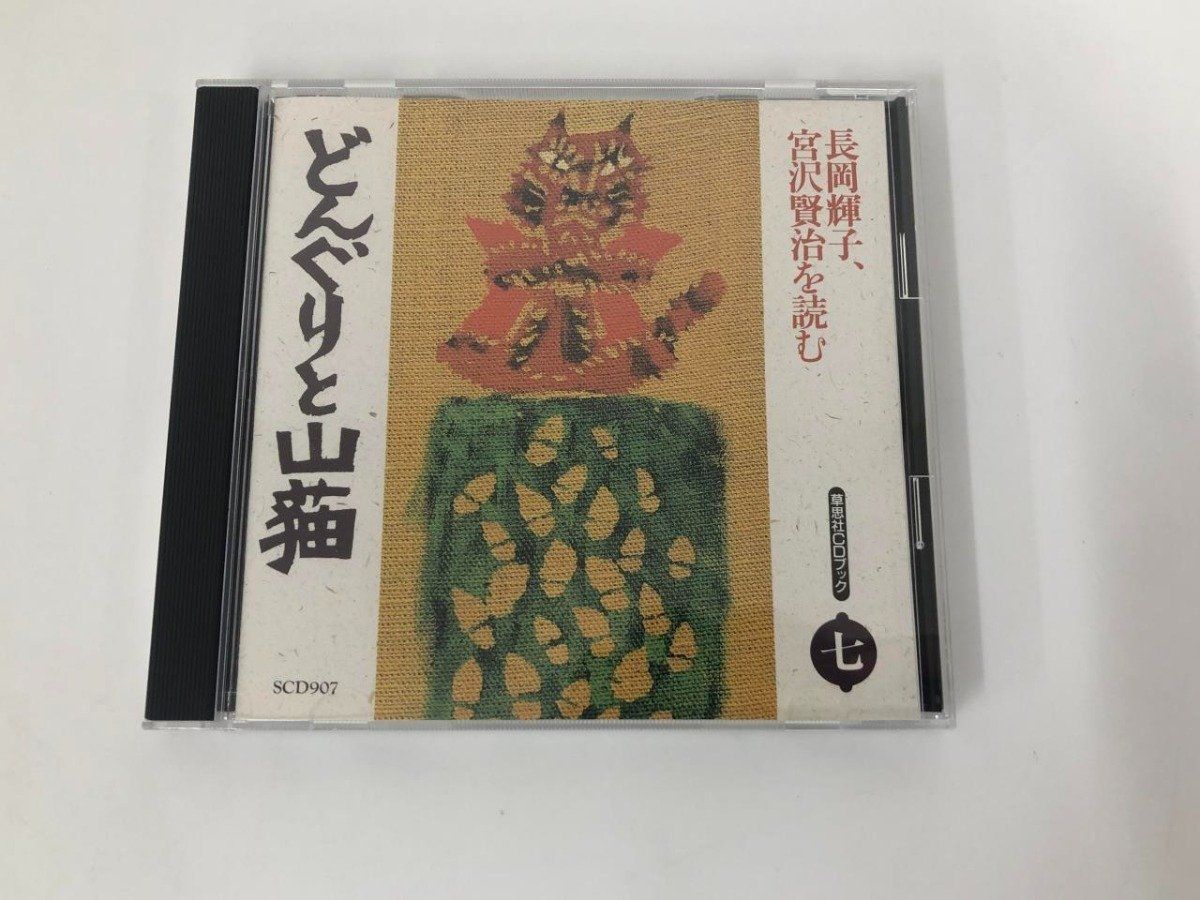 長岡輝子、
宮沢賢治を読む
どんぐりと山猫
草思社CDブック
七
SCD907